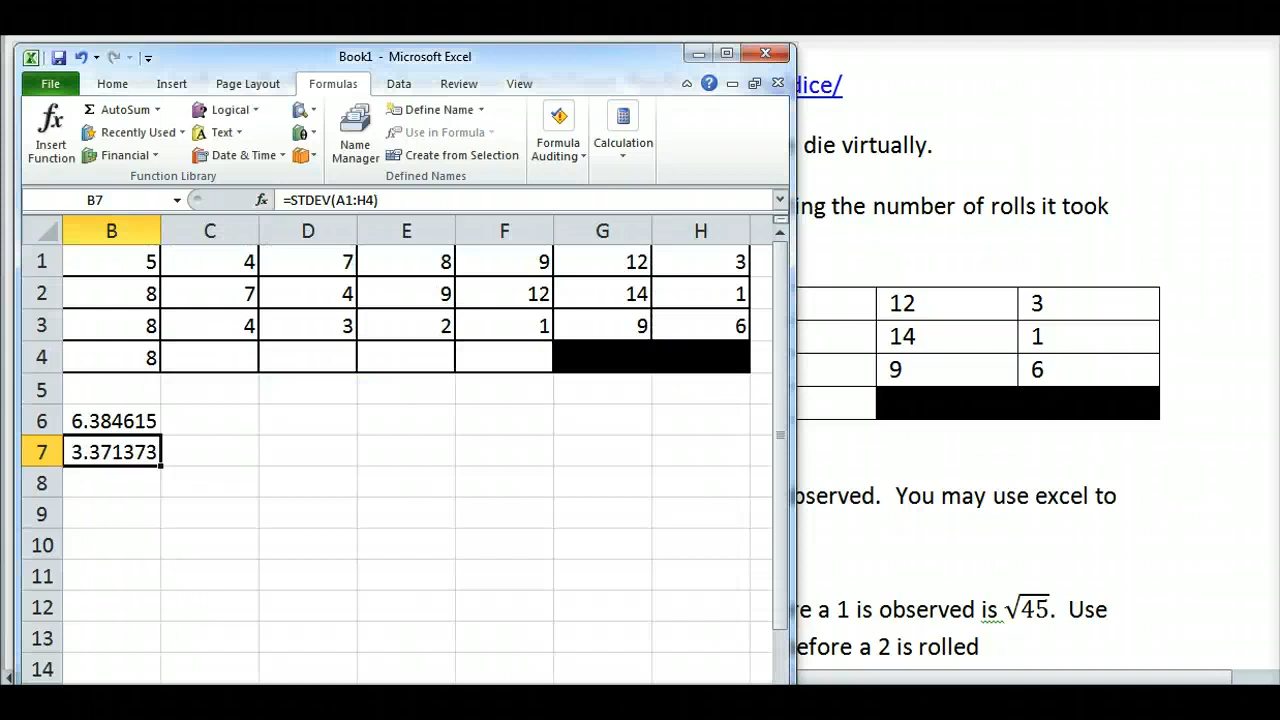 Book1 - Microsoft Excel
File Home Insert Page Layout Formulas Data Review View
fx Insert Function
Σ AutoSum
Recently Used
Financial
Logical
Text
Date & Time
Function Library
Name Manager
Define Name
Use in Formula
Create from Selection
Defined Names
Formula Auditing
Calculation
B7 fx =STDEV(A1:H4)
B C D E F G H
1 5 4 7 8 9 12 3
2 8 7 4 9 12 14 1
3 8 4 3 2 1 9 6
4 8
5
6 6.384615
7 3.371373
8
9
10
11
12
13
14
dice/
die virtually.
ing the number of rolls it took
12 3
14 1
9 6
bserved. You may use excel to
re a 1 is observed is √45. Use
efore a 2 is rolled